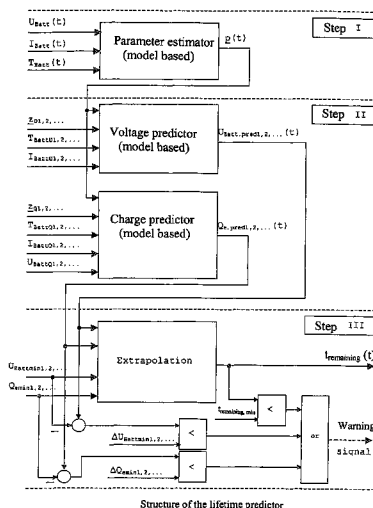 U_Batt (t)
I_Batt (t)
T_Batt (t)
Parameter estimator
(model based)
p(t)
Step I
Step II
Z_U1,2,...
T_BattU1,2,...
I_BattU1,2,...
Voltage predictor
(model based)
U_Batt,pred1,2,... (t)
Z_Q1,2,...
T_BattQ1,2,...
I_BattQ1,2,...
U_BattQ1,2,...
Charge predictor
(model based)
Q_e,pred1,2,... (t)
Step III
U_Battmin1,2,...
Q_emin1,2,...
Extrapolation
t_remaining (t)
t_remaining, min
<
Warning
signal
or
−
ΔU_Battmin1,2,...
<
−
ΔQ_emin1,2,...
<
Structure of the lifetime predictor